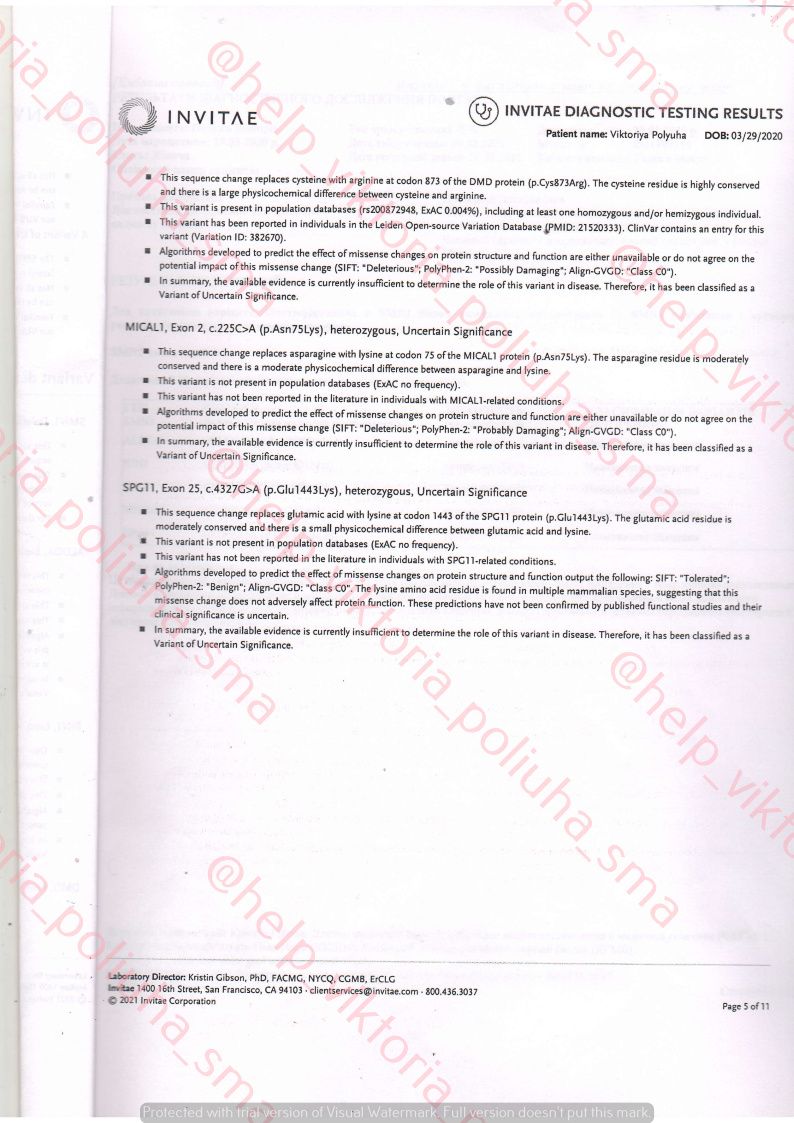 INVITAE
INVITAE DIAGNOSTIC TESTING RESULTS
Patient name: Viktoriya Polyuha DOB: 03/29/2020
■ This sequence change replaces cysteine with arginine at codon 873 of the DMD protein (p.Cys873Arg). The cysteine residue is highly conserved
and there is a large physicochemical difference between cysteine and arginine.
■ This variant is present in population databases (rs200872948, ExAC 0.004%), including at least one homozygous and/or hemizygous individual.
■ This variant has been reported in individuals in the Leiden Open-source Variation Database (PMID: 21520333). ClinVar contains an entry for this
variant (Variation ID: 382670).
■ Algorithms developed to predict the effect of missense changes on protein structure and function are either unavailable or do not agree on the
potential impact of this missense change (SIFT: "Deleterious"; PolyPhen-2: "Possibly Damaging"; Align-GVGD: "Class C0").
■ In summary, the available evidence is currently insufficient to determine the role of this variant in disease. Therefore, it has been classified as a
Variant of Uncertain Significance.
MICAL1, Exon 2, c.225C>A (p.Asn75Lys), heterozygous, Uncertain Significance
■ This sequence change replaces asparagine with lysine at codon 75 of the MICAL1 protein (p.Asn75Lys). The asparagine residue is moderately
conserved and there is a moderate physicochemical difference between asparagine and lysine.
■ This variant is not present in population databases (ExAC no frequency).
■ This variant has not been reported in the literature in individuals with MICAL1-related conditions.
■ Algorithms developed to predict the effect of missense changes on protein structure and function are either unavailable or do not agree on the
potential impact of this missense change (SIFT: "Deleterious"; PolyPhen-2: "Probably Damaging"; Align-GVGD: "Class C0").
■ In summary, the available evidence is currently insufficient to determine the role of this variant in disease. Therefore, it has been classified as a
Variant of Uncertain Significance.
SPG11, Exon 25, c.4327G>A (p.Glu1443Lys), heterozygous, Uncertain Significance
■ This sequence change replaces glutamic acid with lysine at codon 1443 of the SPG11 protein (p.Glu1443Lys). The glutamic acid residue is
moderately conserved and there is a small physicochemical difference between glutamic acid and lysine.
■ This variant is not present in population databases (ExAC no frequency).
■ This variant has not been reported in the literature in individuals with SPG11-related conditions.
■ Algorithms developed to predict the effect of missense changes on protein structure and function output the following: SIFT: "Tolerated";
PolyPhen-2: "Benign"; Align-GVGD: "Class C0". The lysine amino acid residue is found in multiple mammalian species, suggesting that this
missense change does not adversely affect protein function. These predictions have not been confirmed by published functional studies and their
clinical significance is uncertain.
■ In summary, the available evidence is currently insufficient to determine the role of this variant in disease. Therefore, it has been classified as a
Variant of Uncertain Significance.
Laboratory Director: Kristin Gibson, PhD, FACMG, NYCQ, CGMB, ErCLG
Invitae 1400 16th Street, San Francisco, CA 94103 · clientservices@invitae.com · 800.436.3037
© 2021 Invitae Corporation
Page 5 of 11
@help_viktoria_poliuha_sma
Protected with trial version of Visual Watermark. Full version doesn't put this mark.